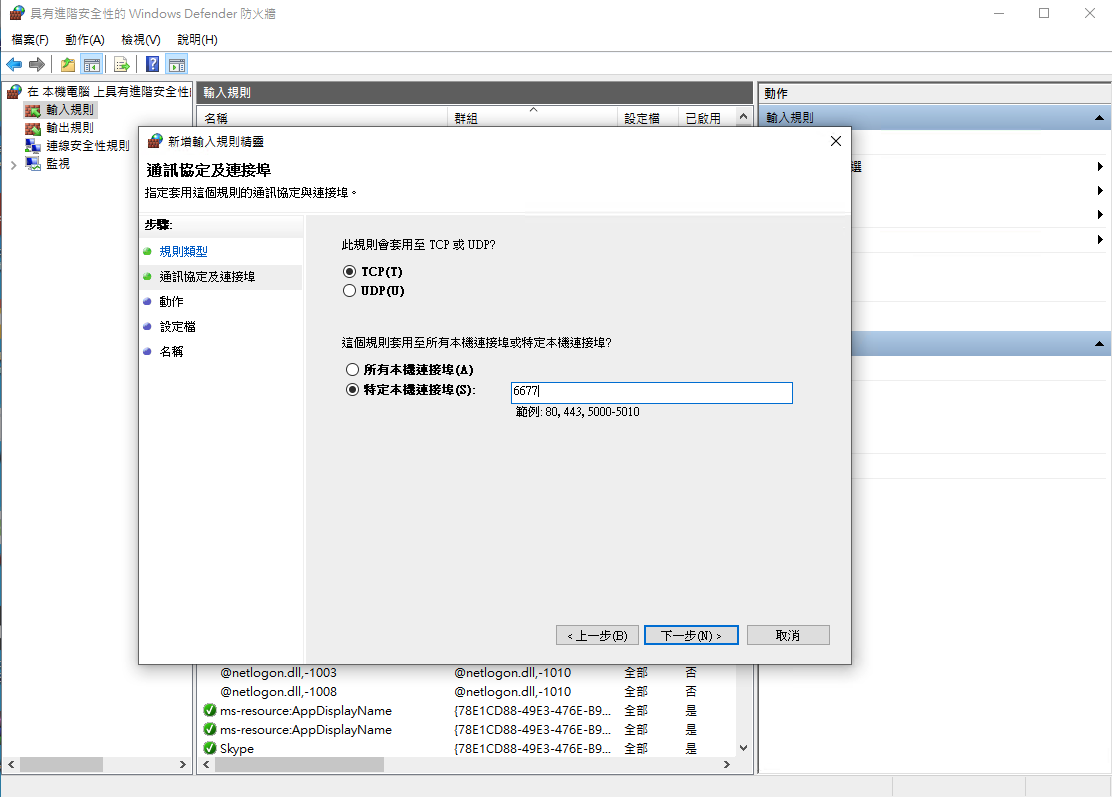 具有進階安全性的 Windows Defender 防火牆
檔案(F) 動作(A) 檢視(V) 說明(H)
在 本機電腦 上具有進階安全性
輸入規則
輸出規則
連線安全性規則
監視
輸入規則
名稱 群組 設定檔 已啟用
動作
輸入規則
選
新增輸入規則精靈
通訊協定及連接埠
指定套用這個規則的通訊協定與連接埠。
步驟:
規則類型
通訊協定及連接埠
動作
設定檔
名稱
此規則會套用至 TCP 或 UDP?
TCP(T)
UDP(U)
這個規則套用至所有本機連接埠或特定本機連接埠?
所有本機連接埠(A)
特定本機連接埠(S): 6677
範例: 80, 443, 5000-5010
< 上一步(B) 下一步(N) > 取消
@netlogon.dll,-1003 @netlogon.dll,-1010 全部 否
@netlogon.dll,-1008 @netlogon.dll,-1010 全部 否
ms-resource:AppDisplayName {78E1CD88-49E3-476E-B9... 全部 是
ms-resource:AppDisplayName {78E1CD88-49E3-476E-B9... 全部 是
Skype {78E1CD88-49E3-476E-B9... 全部 是